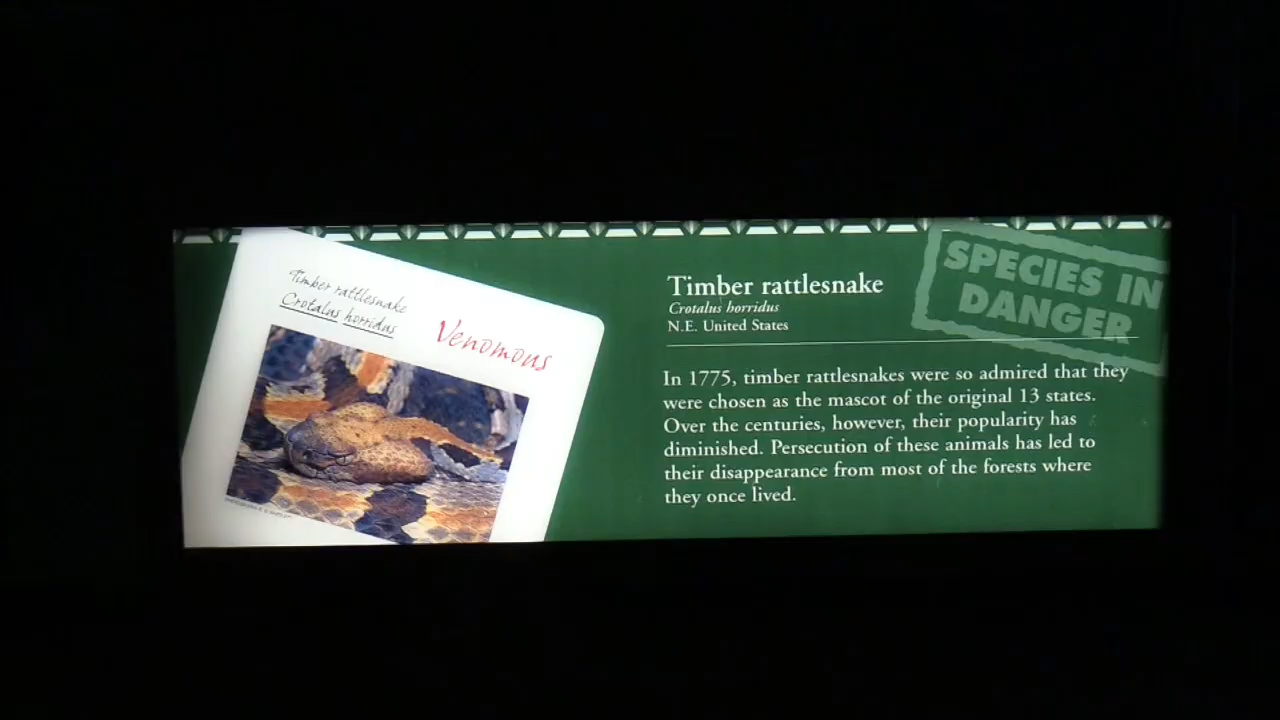 Timber rattlesnake
Crotalus horridus
Venomous
Timber rattlesnake
Crotalus horridus
N.E. United States
SPECIES IN
DANGER
In 1775, timber rattlesnakes were so admired that they
were chosen as the mascot of the original 13 states.
Over the centuries, however, their popularity has
diminished. Persecution of these animals has led to
their disappearance from most of the forests where
they once lived.